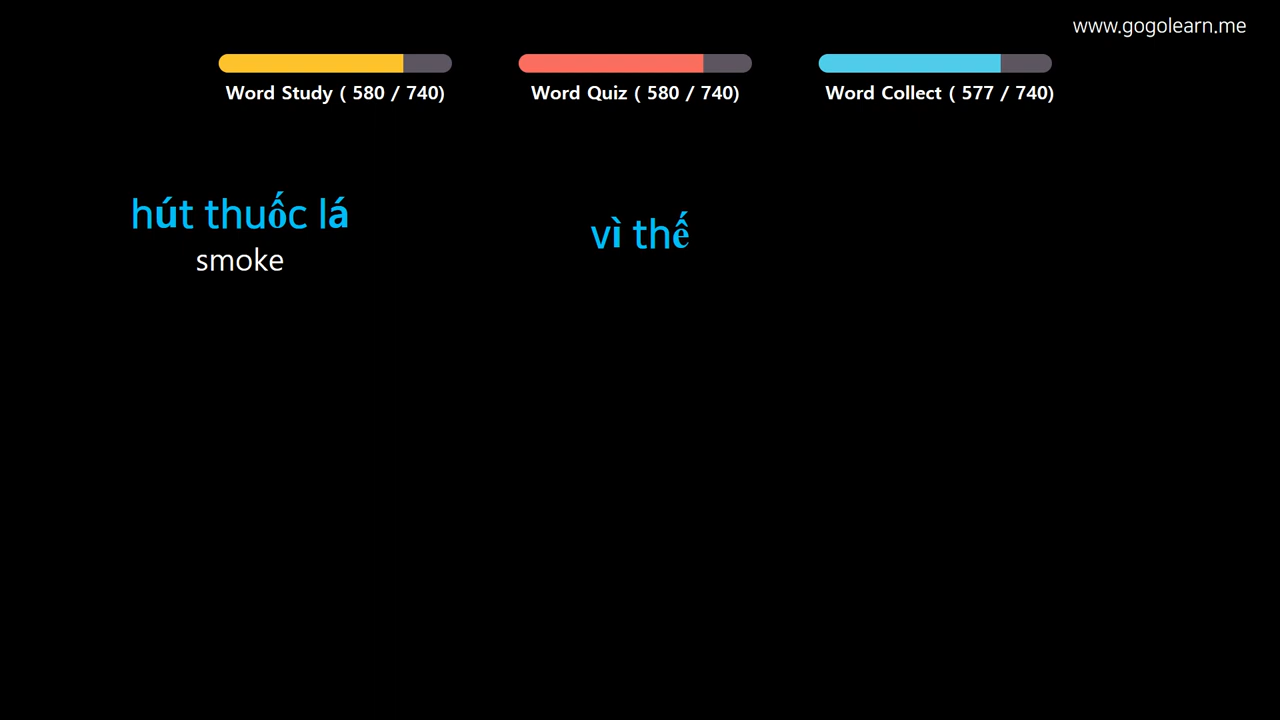 www.gogolearn.me
Word Study ( 580 / 740)
Word Quiz ( 580 / 740)
Word Collect ( 577 / 740)
hút thuốc lá
smoke
vì thế